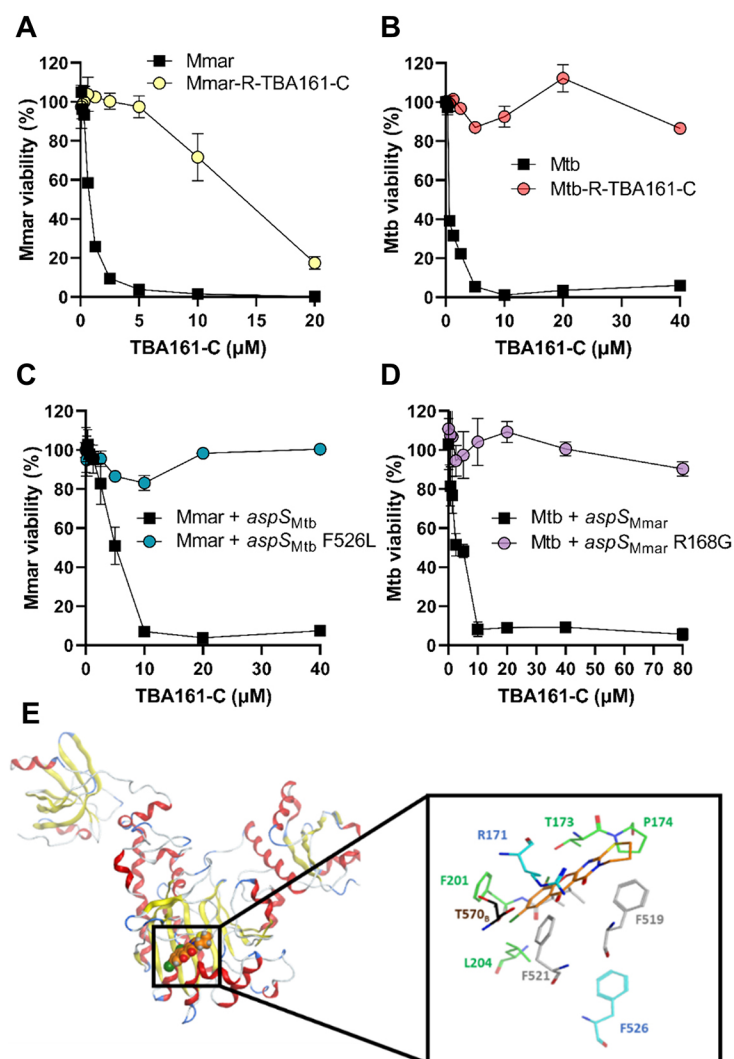 A
Mmar
Mmar-R-TBA161-C
120
100
80
60
40
20
0
0 5 10 15 20
Mmar viability (%)
TBA161-C (µM)
B
Mtb
Mtb-R-TBA161-C
120
100
80
60
40
20
0
0 10 20 30 40
Mtb viability (%)
TBA161-C (µM)
C
Mmar + aspSMtb
Mmar + aspSMtb F526L
120
100
80
60
40
20
0
0 10 20 30 40
Mmar viability (%)
TBA161-C (µM)
D
Mtb + aspSMmar
Mtb + aspSMmar R168G
120
100
80
60
40
20
0
0 10 20 30 40 50 60 70 80
Mtb viability (%)
TBA161-C (µM)
E
T173
P174
R171
F201
T570B
F519
L204
F521
F526